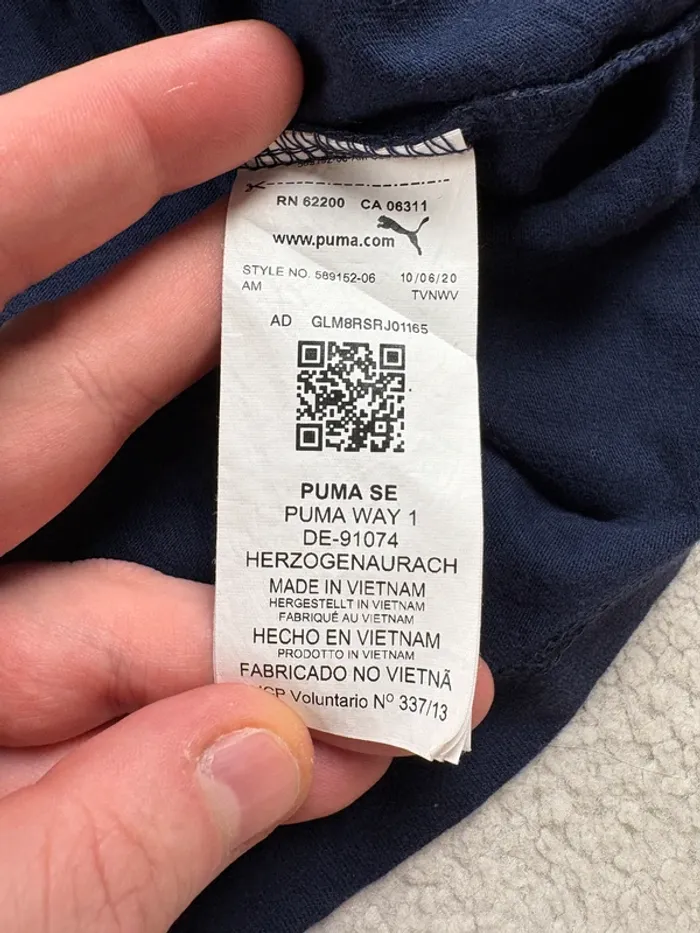 RN 62200 CA 06311
www.puma.com
STYLE NO. 589152-06 10/06/20
AM TVNWV
AD GLM8RSRJ01165
PUMA SE
PUMA WAY 1
DE-91074
HERZOGENAURACH
MADE IN VIETNAM
HERGESTELLT IN VIETNAM
FABRIQUÉ AU VIETNAM
HECHO EN VIETNAM
PRODOTTO IN VIETNAM
FABRICADO NO VIETNÃ
Voluntario Nº 337/13